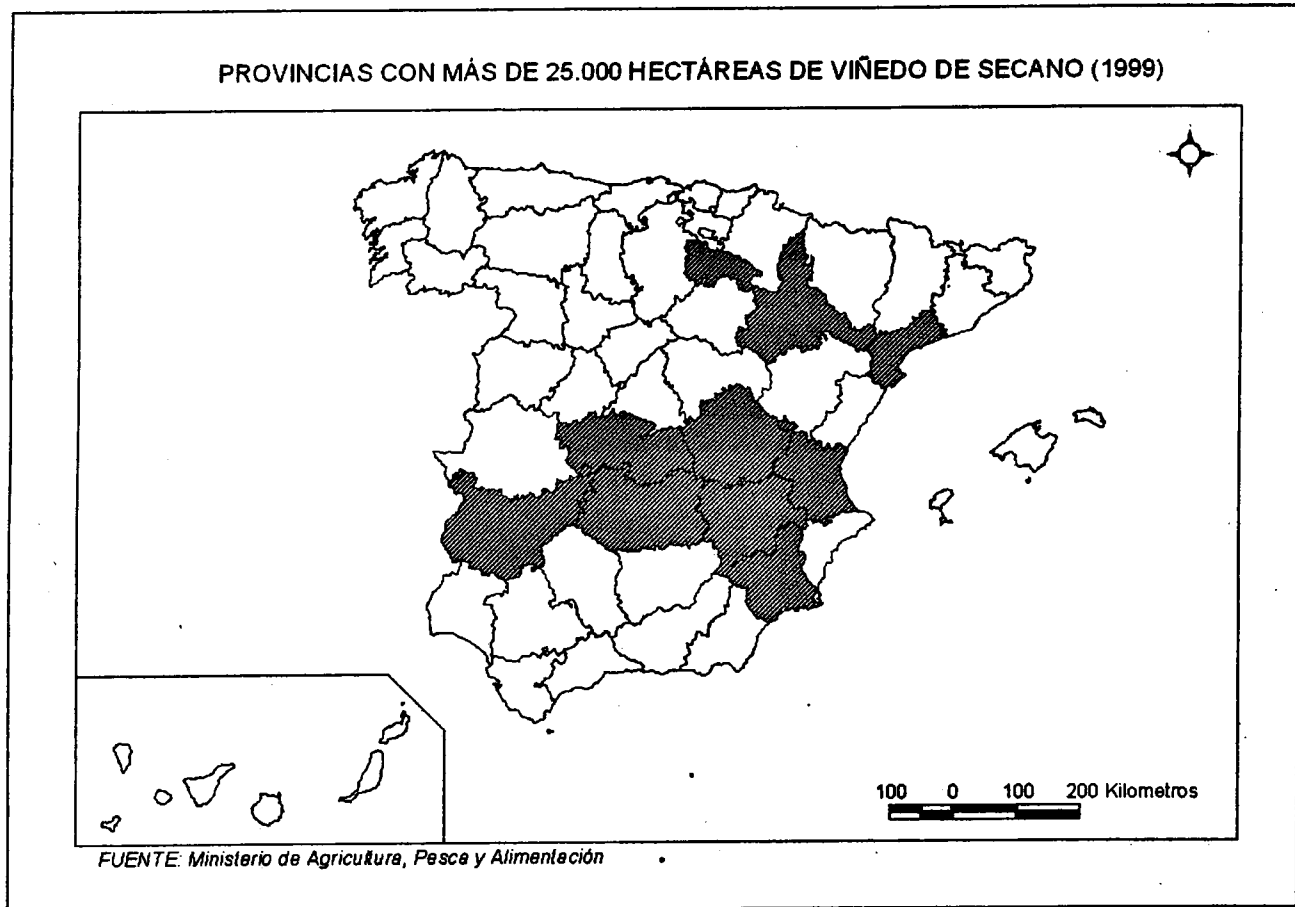 PROVINCIAS CON MÁS DE 25.000 HECTÁREAS DE VIÑEDO DE SECANO (1999)
100 0 100 200 Kilometros
FUENTE: Ministerio de Agricultura, Pesca y Alimentación